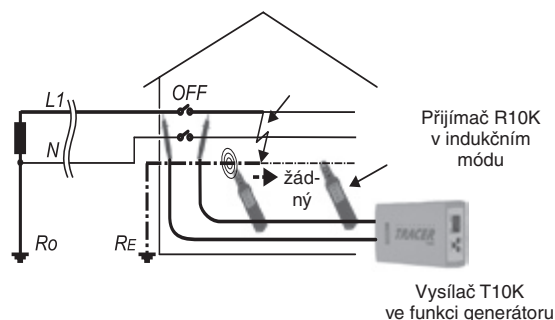 L1
OFF
N
Přijímač R10K
v indukčním
módu
žád-
ný
Ro
RE
TRACER
Vysílač T10K
ve funkci generátoru